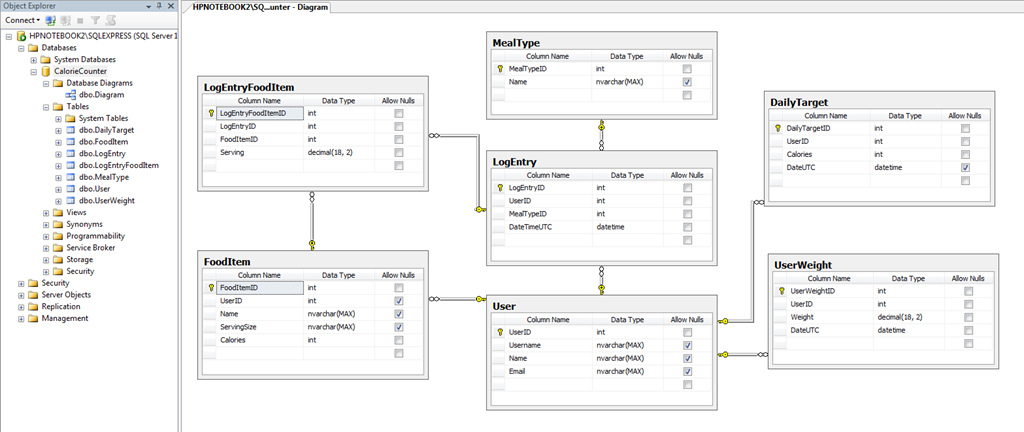 Object Explorer
Connect
HPNOTEBOOK2\SQLEXPRESS (SQL Server 1
Databases
System Databases
CalorieCounter
Database Diagrams
dbo.Diagram
Tables
System Tables
dbo.DailyTarget
dbo.FoodItem
dbo.LogEntry
dbo.LogEntryFoodItem
dbo.MealType
dbo.User
dbo.UserWeight
Views
Synonyms
Programmability
Service Broker
Storage
Security
Security
Server Objects
Replication
Management
HPNOTEBOOK2\SQ...unter - Diagram
MealType
Column Name Data Type Allow Nulls
MealTypeID int
Name nvarchar(MAX)
LogEntryFoodItem
Column Name Data Type Allow Nulls
LogEntryFoodItemID int
LogEntryID int
FoodItemID int
Serving decimal(18, 2)
DailyTarget
Column Name Data Type Allow Nulls
DailyTargetID int
UserID int
Calories int
DateUTC datetime
LogEntry
Column Name Data Type Allow Nulls
LogEntryID int
UserID int
MealTypeID int
DateTimeUTC datetime
FoodItem
Column Name Data Type Allow Nulls
FoodItemID int
UserID int
Name nvarchar(MAX)
ServingSize nvarchar(MAX)
Calories int
UserWeight
Column Name Data Type Allow Nulls
UserWeightID int
UserID int
Weight decimal(18, 2)
DateUTC datetime
User
Column Name Data Type Allow Nulls
UserID int
Username nvarchar(MAX)
Name nvarchar(MAX)
Email nvarchar(MAX)